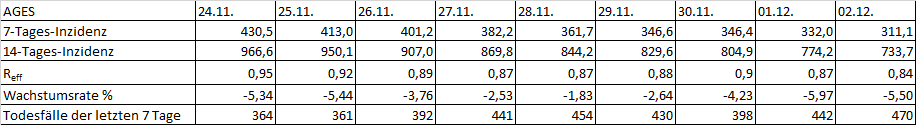 AGES 24.11. 25.11. 26.11. 27.11. 28.11. 29.11. 30.11. 01.12. 02.12.
7-Tages-Inzidenz 430,5 413,0 401,2 382,2 361,7 346,6 346,4 332,0 311,1
14-Tages-Inzidenz 966,6 950,1 907,0 869,8 844,2 829,6 804,9 774,2 733,7
Reff 0,95 0,92 0,89 0,87 0,87 0,88 0,9 0,87 0,84
Wachstumsrate % -5,34 -5,44 -3,76 -2,53 -1,83 -2,64 -4,23 -5,97 -5,50
Todesfälle der letzten 7 Tage 364 361 392 441 454 430 398 442 470